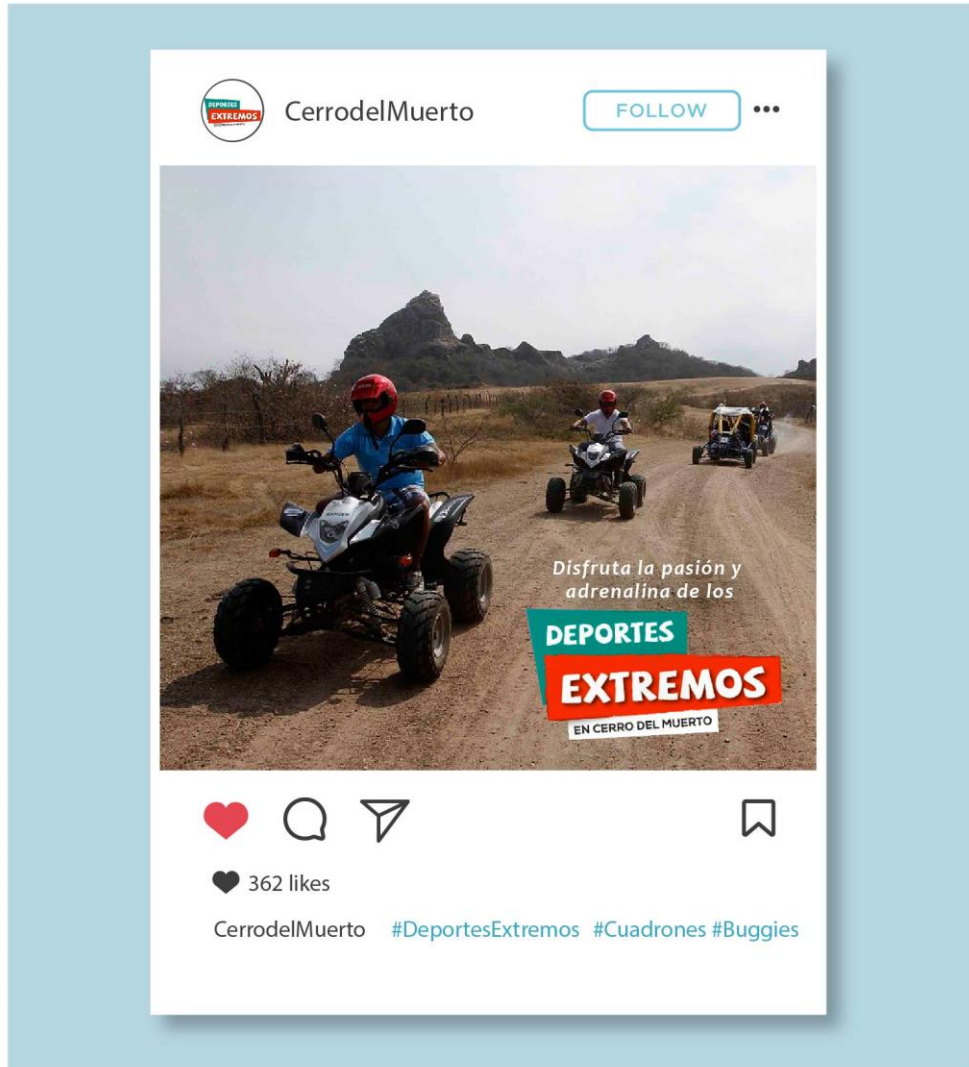 DEPORTES
EXTREMOS
CerrodelMuerto
FOLLOW
Disfruta la pasión y
adrenalina de los
DEPORTES
EXTREMOS
EN CERRO DEL MUERTO
362 likes
CerrodelMuerto #DeportesExtremos #Cuadrones #Buggies